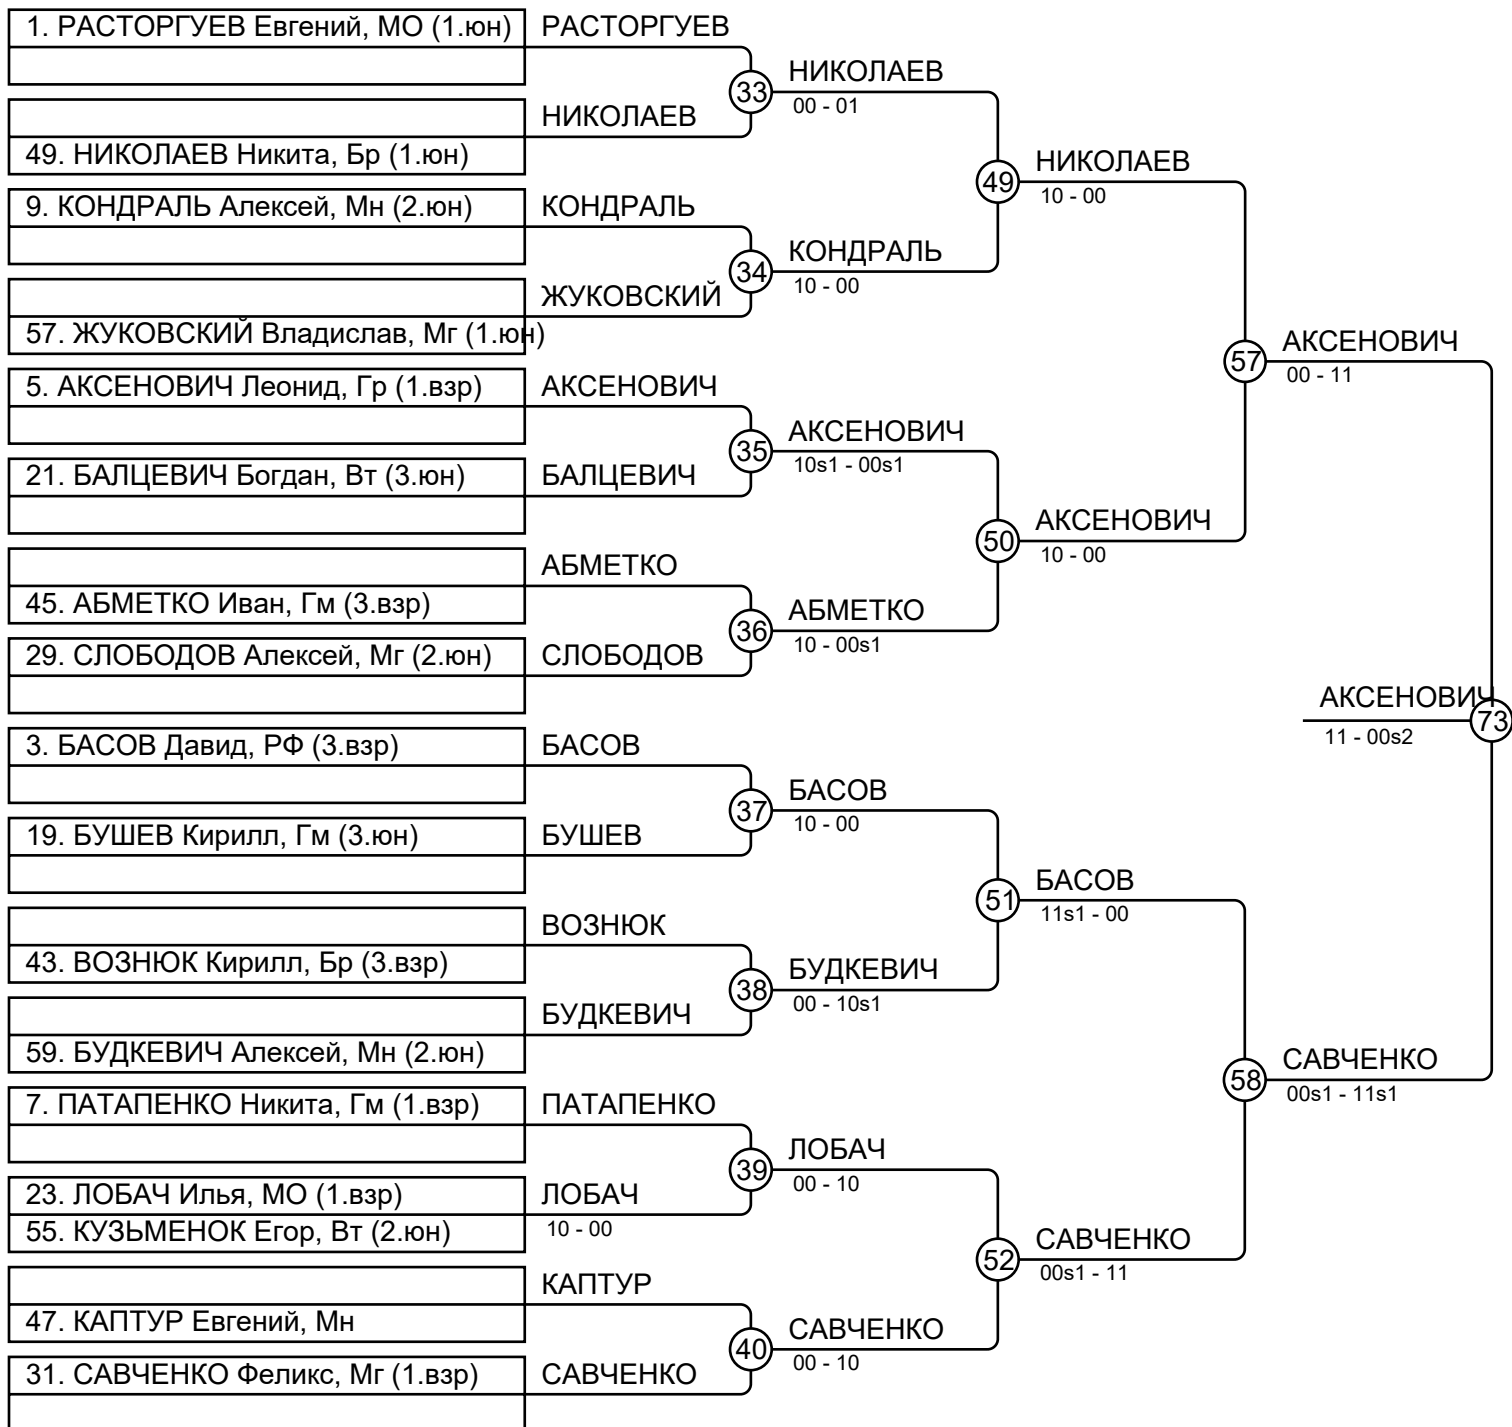 1. РАСТОРГУЕВ Евгений, МО (1.юн)
49. НИКОЛАЕВ Никита, Бр (1.юн)
9. КОНДРАЛЬ Алексей, Мн (2.юн)
57. ЖУКОВСКИЙ Владислав, Мг (1.юн)
5. АКСЕНОВИЧ Леонид, Гр (1.взр)
21. БАЛЦЕВИЧ Богдан, Вт (3.юн)
45. АБМЕТКО Иван, Гм (3.взр)
29. СЛОБОДОВ Алексей, Мг (2.юн)
3. БАСОВ Давид, РФ (3.взр)
19. БУШЕВ Кирилл, Гм (3.юн)
43. ВОЗНЮК Кирилл, Бр (3.взр)
59. БУДКЕВИЧ Алексей, Мн (2.юн)
7. ПАТАПЕНКО Никита, Гм (1.взр)
23. ЛОБАЧ Илья, МО (1.взр)
55. КУЗЬМЕНОК Егор, Вт (2.юн)
47. КАПТУР Евгений, Мн
31. САВЧЕНКО Феликс, Мг (1.взр)
РАСТОРГУЕВ
НИКОЛАЕВ
КОНДРАЛЬ
ЖУКОВСКИЙ
АКСЕНОВИЧ
БАЛЦЕВИЧ
АБМЕТКО
СЛОБОДОВ
БАСОВ
БУШЕВ
ВОЗНЮК
БУДКЕВИЧ
ПАТАПЕНКО
ЛОБАЧ
10 - 00
КАПТУР
САВЧЕНКО
33
НИКОЛАЕВ
00 - 01
34
КОНДРАЛЬ
10 - 00
35
АКСЕНОВИЧ
10s1 - 00s1
36
АБМЕТКО
10 - 00s1
37
БАСОВ
10 - 00
38
БУДКЕВИЧ
00 - 10s1
39
ЛОБАЧ
00 - 10
40
САВЧЕНКО
00 - 10
49
НИКОЛАЕВ
10 - 00
50
АКСЕНОВИЧ
10 - 00
51
БАСОВ
11s1 - 00
52
САВЧЕНКО
00s1 - 11
57
АКСЕНОВИЧ
00 - 11
58
САВЧЕНКО
00s1 - 11s1
АКСЕНОВИЧ
73
11 - 00s2